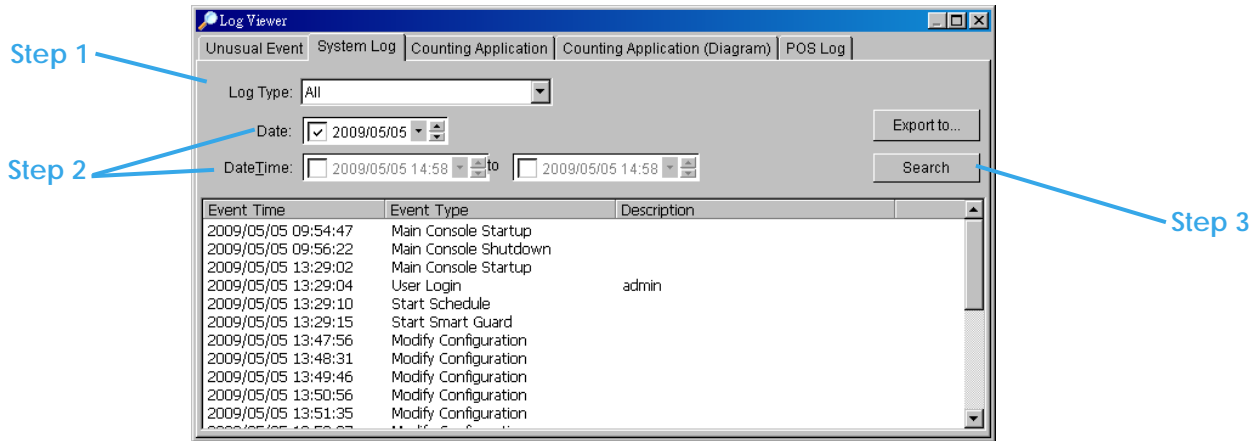 Log Viewer
Unusual Event System Log Counting Application Counting Application (Diagram) POS Log
Step 1
Log Type: All
Date: 2009/05/05
Export to...
Step 2
DateTime: 2009/05/05 14:58 to 2009/05/05 14:58
Search
Step 3
Event Time Event Type Description
2009/05/05 09:54:47 Main Console Startup
2009/05/05 09:56:22 Main Console Shutdown
2009/05/05 13:29:02 Main Console Startup
2009/05/05 13:29:04 User Login admin
2009/05/05 13:29:10 Start Schedule
2009/05/05 13:29:15 Start Smart Guard
2009/05/05 13:47:56 Modify Configuration
2009/05/05 13:48:31 Modify Configuration
2009/05/05 13:49:46 Modify Configuration
2009/05/05 13:50:56 Modify Configuration
2009/05/05 13:51:35 Modify Configuration